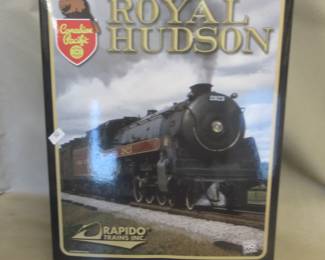 ROYAL
HUDSON
Canadian
Pacific
RAPIDO
TRAINS INC.